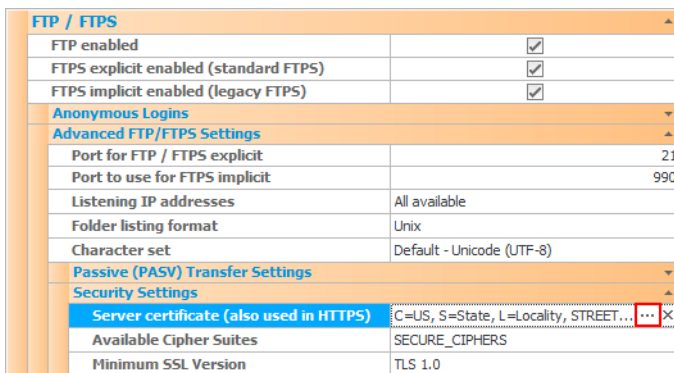 FTP / FTPS
FTP enabled
FTPS explicit enabled (standard FTPS)
FTPS implicit enabled (legacy FTPS)
Anonymous Logins
Advanced FTP/FTPS Settings
Port for FTP / FTPS explicit 21
Port to use for FTPS implicit 990
Listening IP addresses All available
Folder listing format Unix
Character set Default - Unicode (UTF-8)
Passive (PASV) Transfer Settings
Security Settings
Server certificate (also used in HTTPS) C=US, S=State, L=Locality, STREET... ... X
Available Cipher Suites SECURE_CIPHERS
Minimum SSL Version TLS 1.0